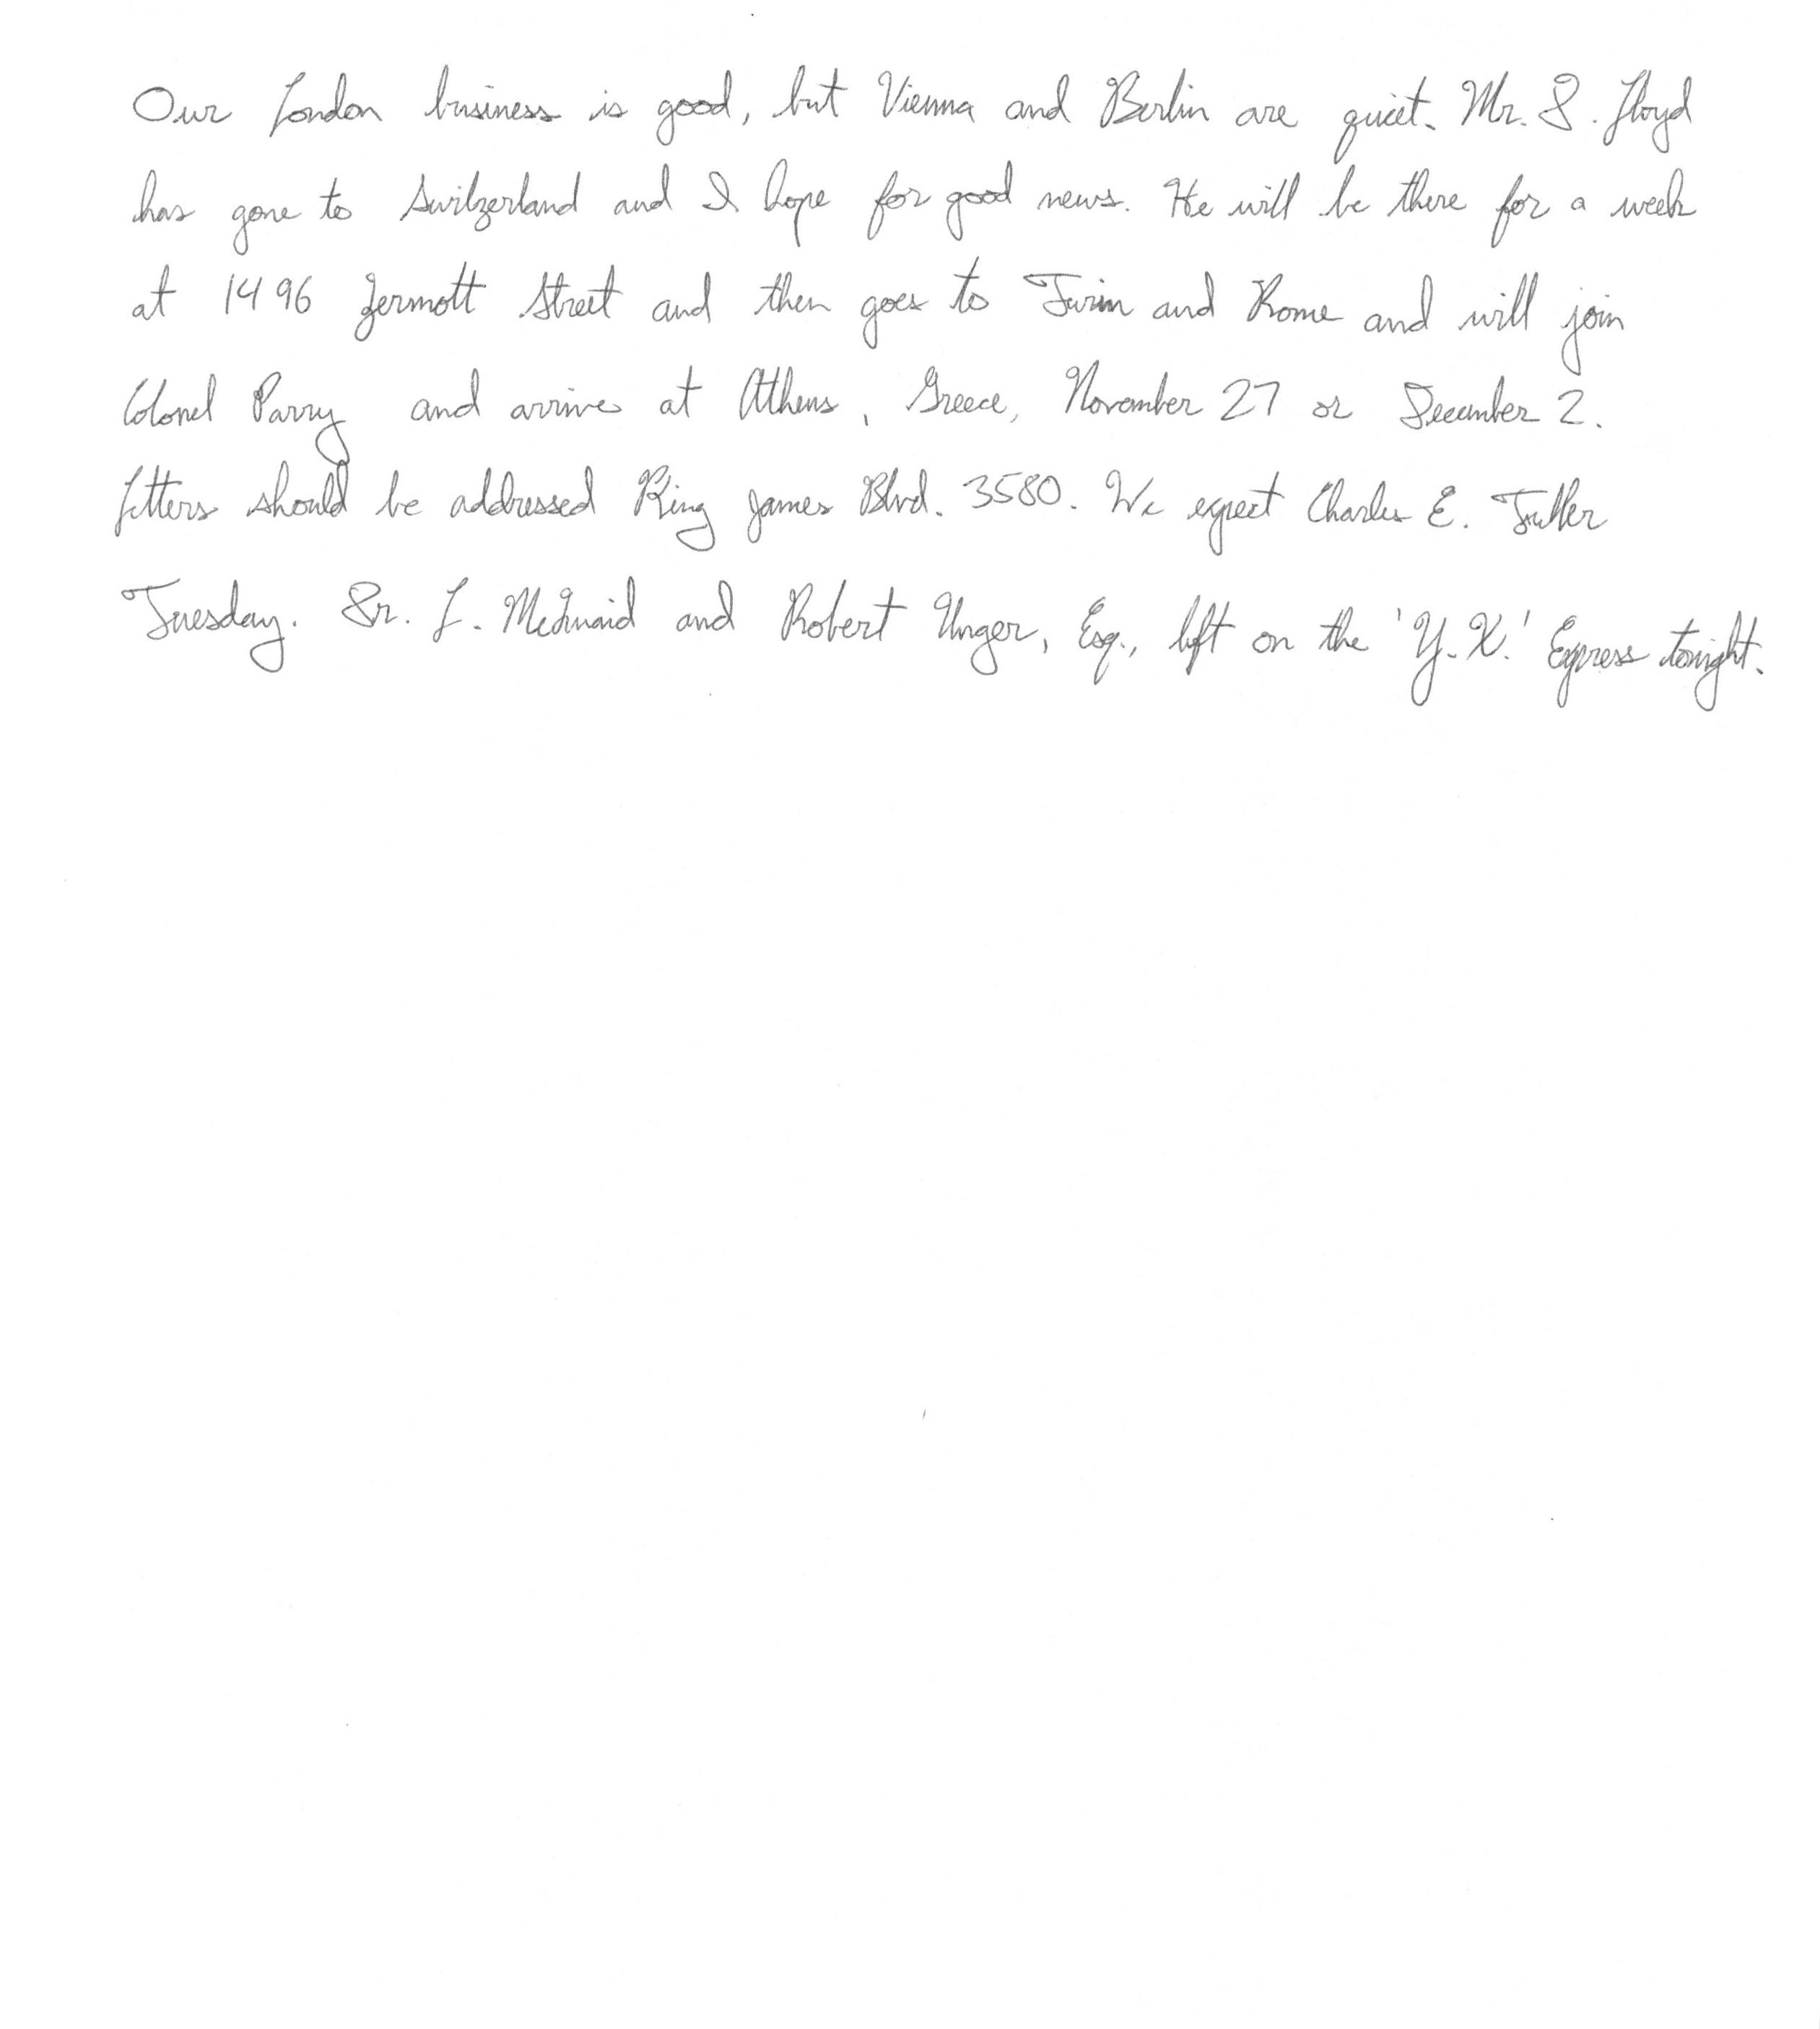 Our London business is good, but Vienna and Berlin are quiet. Mr. D. Lloyd
has gone to Switzerland and I hope for good news. He will be there for a week
at 1496 Zermott Street and then goes to Turin and Rome and will join
Colonel Parry and arrive at Athens, Greece, November 27 or December 2.
Letters should be addressed King James Blvd. 3580. We expect Charles E. Fuller
Tuesday. Dr. L. McQuaid and Robert Unger, Esq., left on the 'Y.X.' Express tonight.